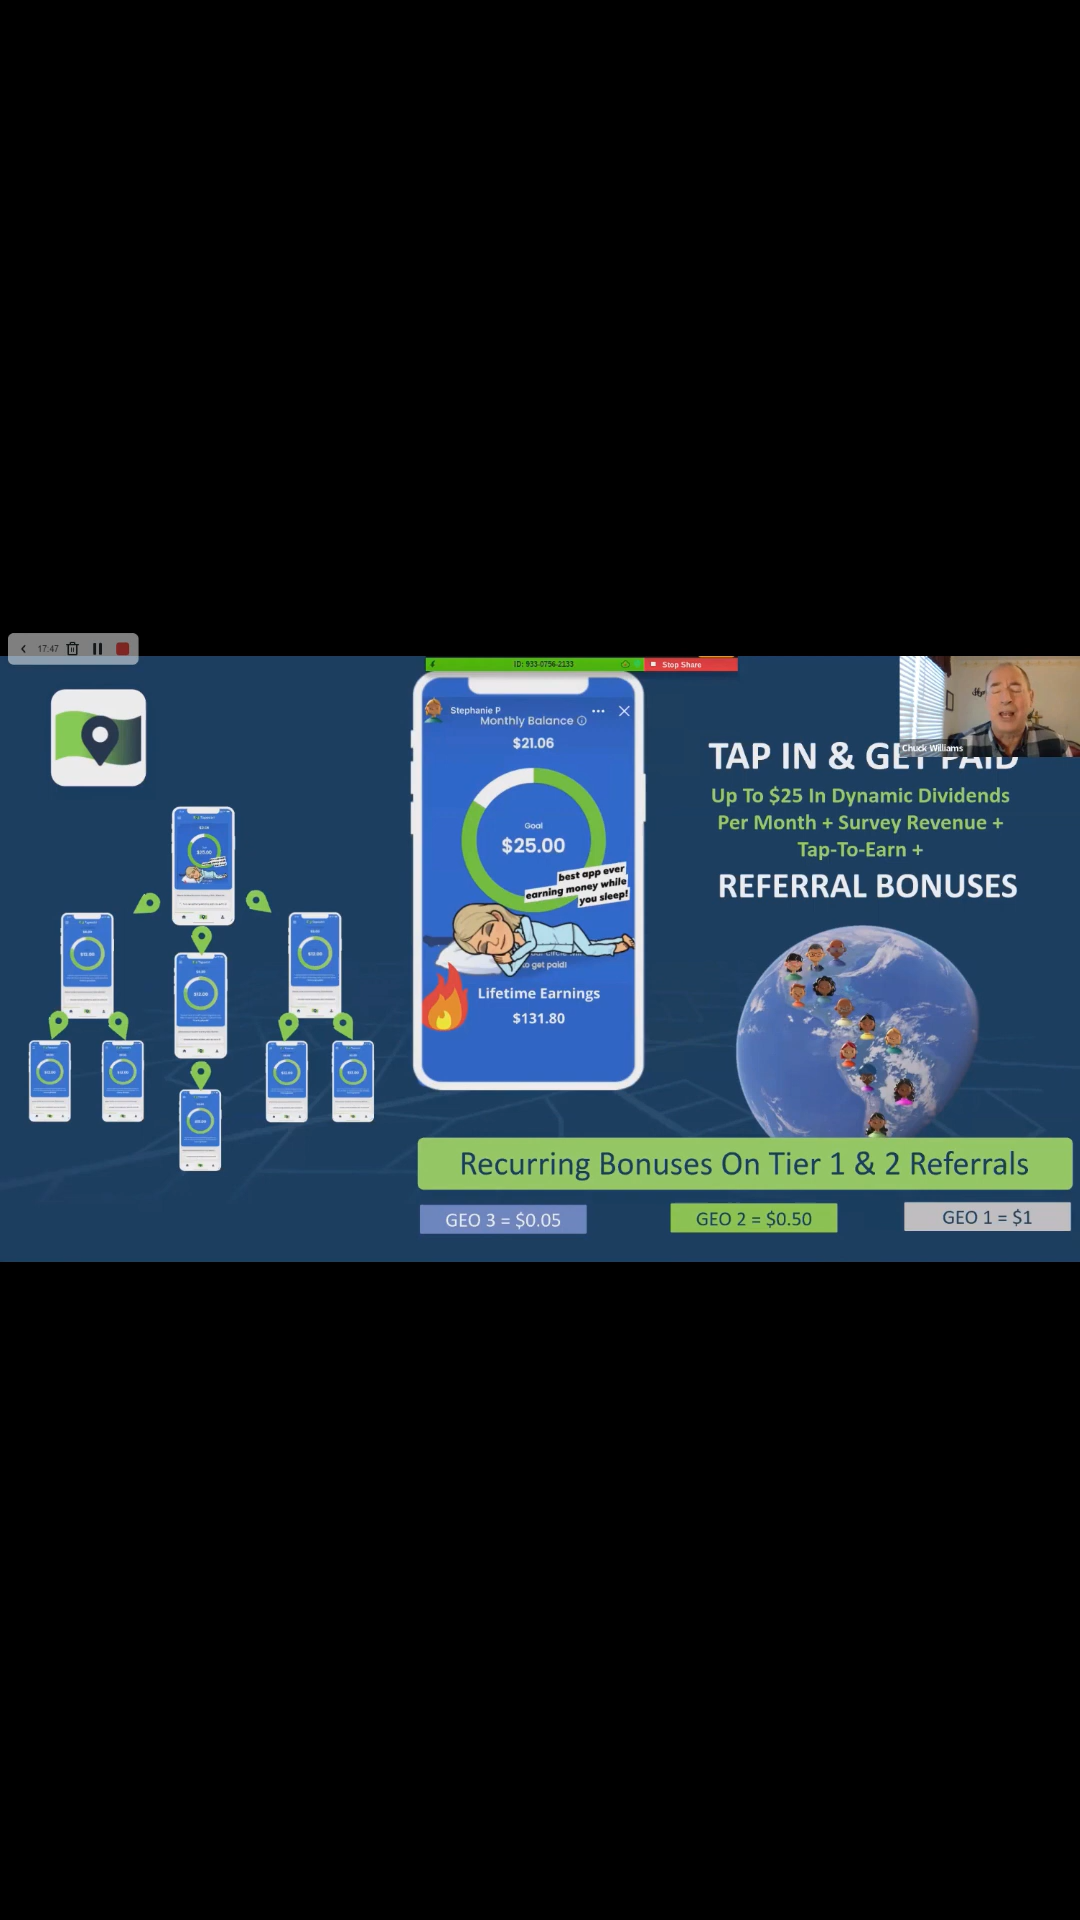 17:47
ID: 933-0756-2133
Stop Share
Stephanie P
Monthly Balance
$21.06
Goal
$25.00
best app ever
earning money while
you sleep!
to get paid!
Lifetime Earnings
$131.80
Chuck Williams
TAP IN & GET PAID
Up To $25 In Dynamic Dividends
Per Month + Survey Revenue +
Tap-To-Earn +
REFERRAL BONUSES
Recurring Bonuses On Tier 1 & 2 Referrals
GEO 3 = $0.05
GEO 2 = $0.50
GEO 1 = $1